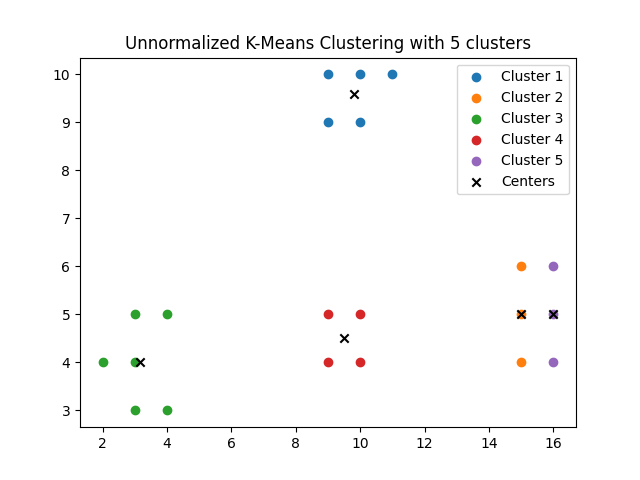 Unnormalized K-Means Clustering with 5 clusters
10
9
8
7
6
5
4
3
2 4 6 8 10 12 14 16
Cluster 1
Cluster 2
Cluster 3
Cluster 4
Cluster 5
Centers